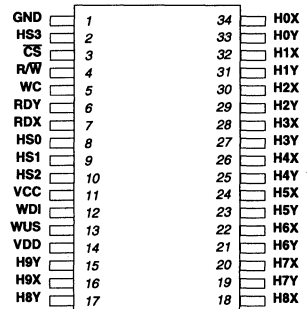 GND 1 34 H0X
HS3 2 33 H0Y
C̅S̅ 3 32 H1X
R/W̅ 4 31 H1Y
WC 5 30 H2X
RDY 6 29 H2Y
RDX 7 28 H3X
HS0 8 27 H3Y
HS1 9 26 H4X
HS2 10 25 H4Y
VCC 11 24 H5X
WDI 12 23 H5Y
WUS 13 22 H6X
VDD 14 21 H6Y
H9Y 15 20 H7X
H9X 16 19 H7Y
H8Y 17 18 H8X